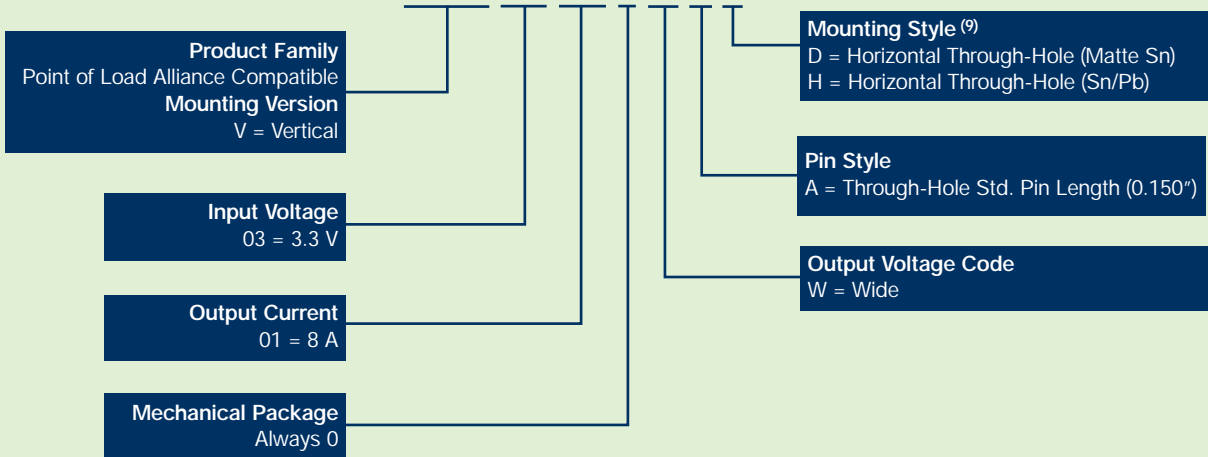 Product Family
Point of Load Alliance Compatible
Mounting Version
V = Vertical
Input Voltage
03 = 3.3 V
Output Current
01 = 8 A
Mechanical Package
Always 0
Mounting Style (9)
D = Horizontal Through-Hole (Matte Sn)
H = Horizontal Through-Hole (Sn/Pb)
Pin Style
A = Through-Hole Std. Pin Length (0.150″)
Output Voltage Code
W = Wide